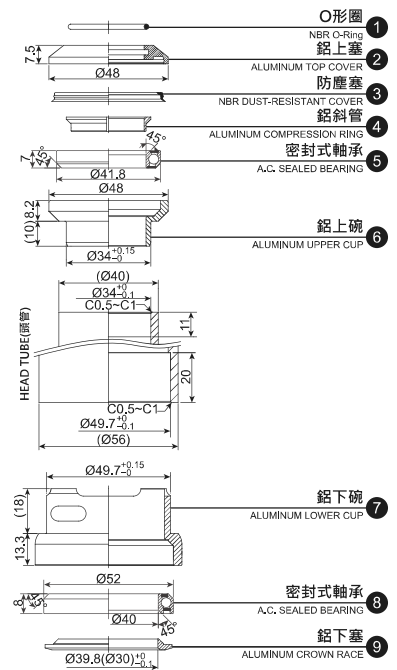 O形圈
NBR O-Ring
1
7.5
鋁上塞
ALUMINUM TOP COVER
2
Ø48
防塵塞
NBR DUST-RESISTANT COVER
3
鋁斜管
ALUMINUM COMPRESSION RING
4
45°
密封式軸承
A.C. SEALED BEARING
5
7
45°
Ø41.8
Ø48
8.2
(10)
鋁上碗
ALUMINUM UPPER CUP
6
Ø34+0.15 -0
(Ø40)
Ø34+0 -0.1
C0.5~C1
11
HEAD TUBE(頭管)
20
C0.5~C1
Ø49.7+0 -0.1
(Ø56)
Ø49.7+0.15 -0
(18)
鋁下碗
ALUMINUM LOWER CUP
7
13.3
Ø52
密封式軸承
A.C. SEALED BEARING
8
8
45°
Ø40
45°
鋁下塞
ALUMINUM CROWN RACE
9
Ø39.8(Ø30)+0 -0.1